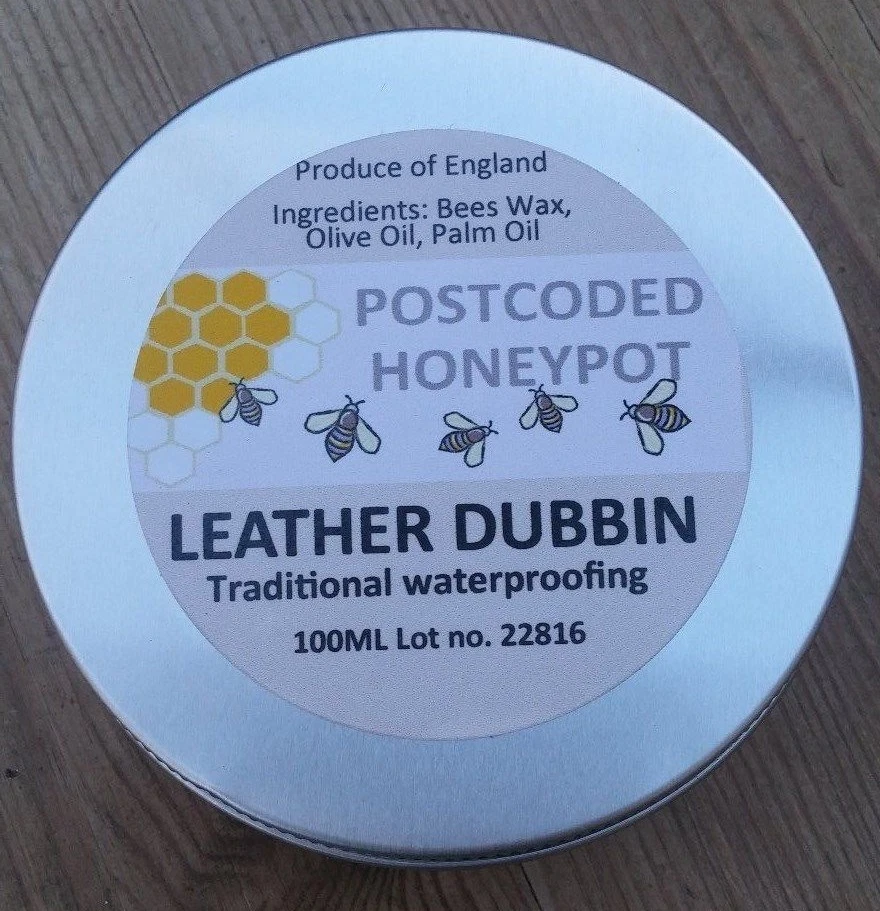 Produce of England
Ingredients: Bees Wax,
Olive Oil, Palm Oil
POSTCODED
HONEYPOT
LEATHER DUBBIN
Traditional waterproofing
100ML Lot no. 22816